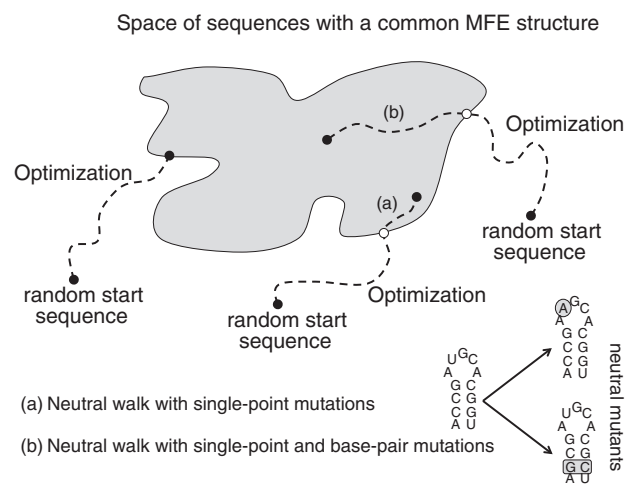 Space of sequences with a common MFE structure
(b)
Optimization
Optimization
(a)
random start
sequence
random start
sequence
Optimization
random start
sequence
A G C
A A
G C
C G
C G
A U
U G C
A A
G C
C G
C G
A U
neutral mutants
(a) Neutral walk with single-point mutations
(b) Neutral walk with single-point and base-pair mutations
U G C
A A
G C
C G
G C
A U